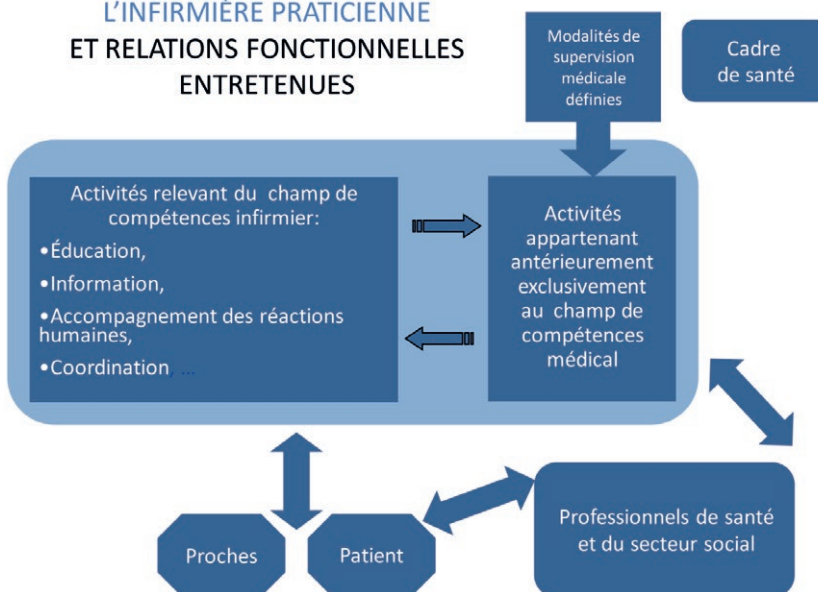 L'INFIRMIÈRE PRATICIENNE
ET RELATIONS FONCTIONNELLES
ENTRETENUES
Modalités de
supervision
médicale
définies
Cadre
de santé
Activités relevant du champ de
compétences infirmier:
•Éducation,
•Information,
•Accompagnement des réactions
humaines,
•Coordination, ...
Activités
appartenant
antérieurement
exclusivement
au champ de
compétences
médical
Proches
Patient
Professionnels de santé
et du secteur social